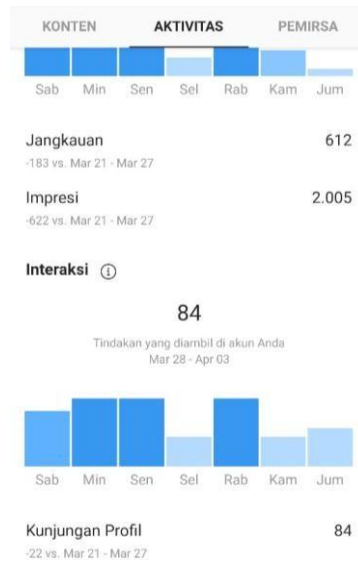 KONTEN AKTIVITAS PEMIRSA
Sab Min Sen Sel Rab Kam Jum
Jangkauan 612
-183 vs. Mar 21 - Mar 27
Impresi 2.005
-622 vs. Mar 21 - Mar 27
Interaksi
84
Tindakan yang diambil di akun Anda
Mar 28 - Apr 03
Sab Min Sen Sel Rab Kam Jum
Kunjungan Profil 84
-22 vs. Mar 21 - Mar 27